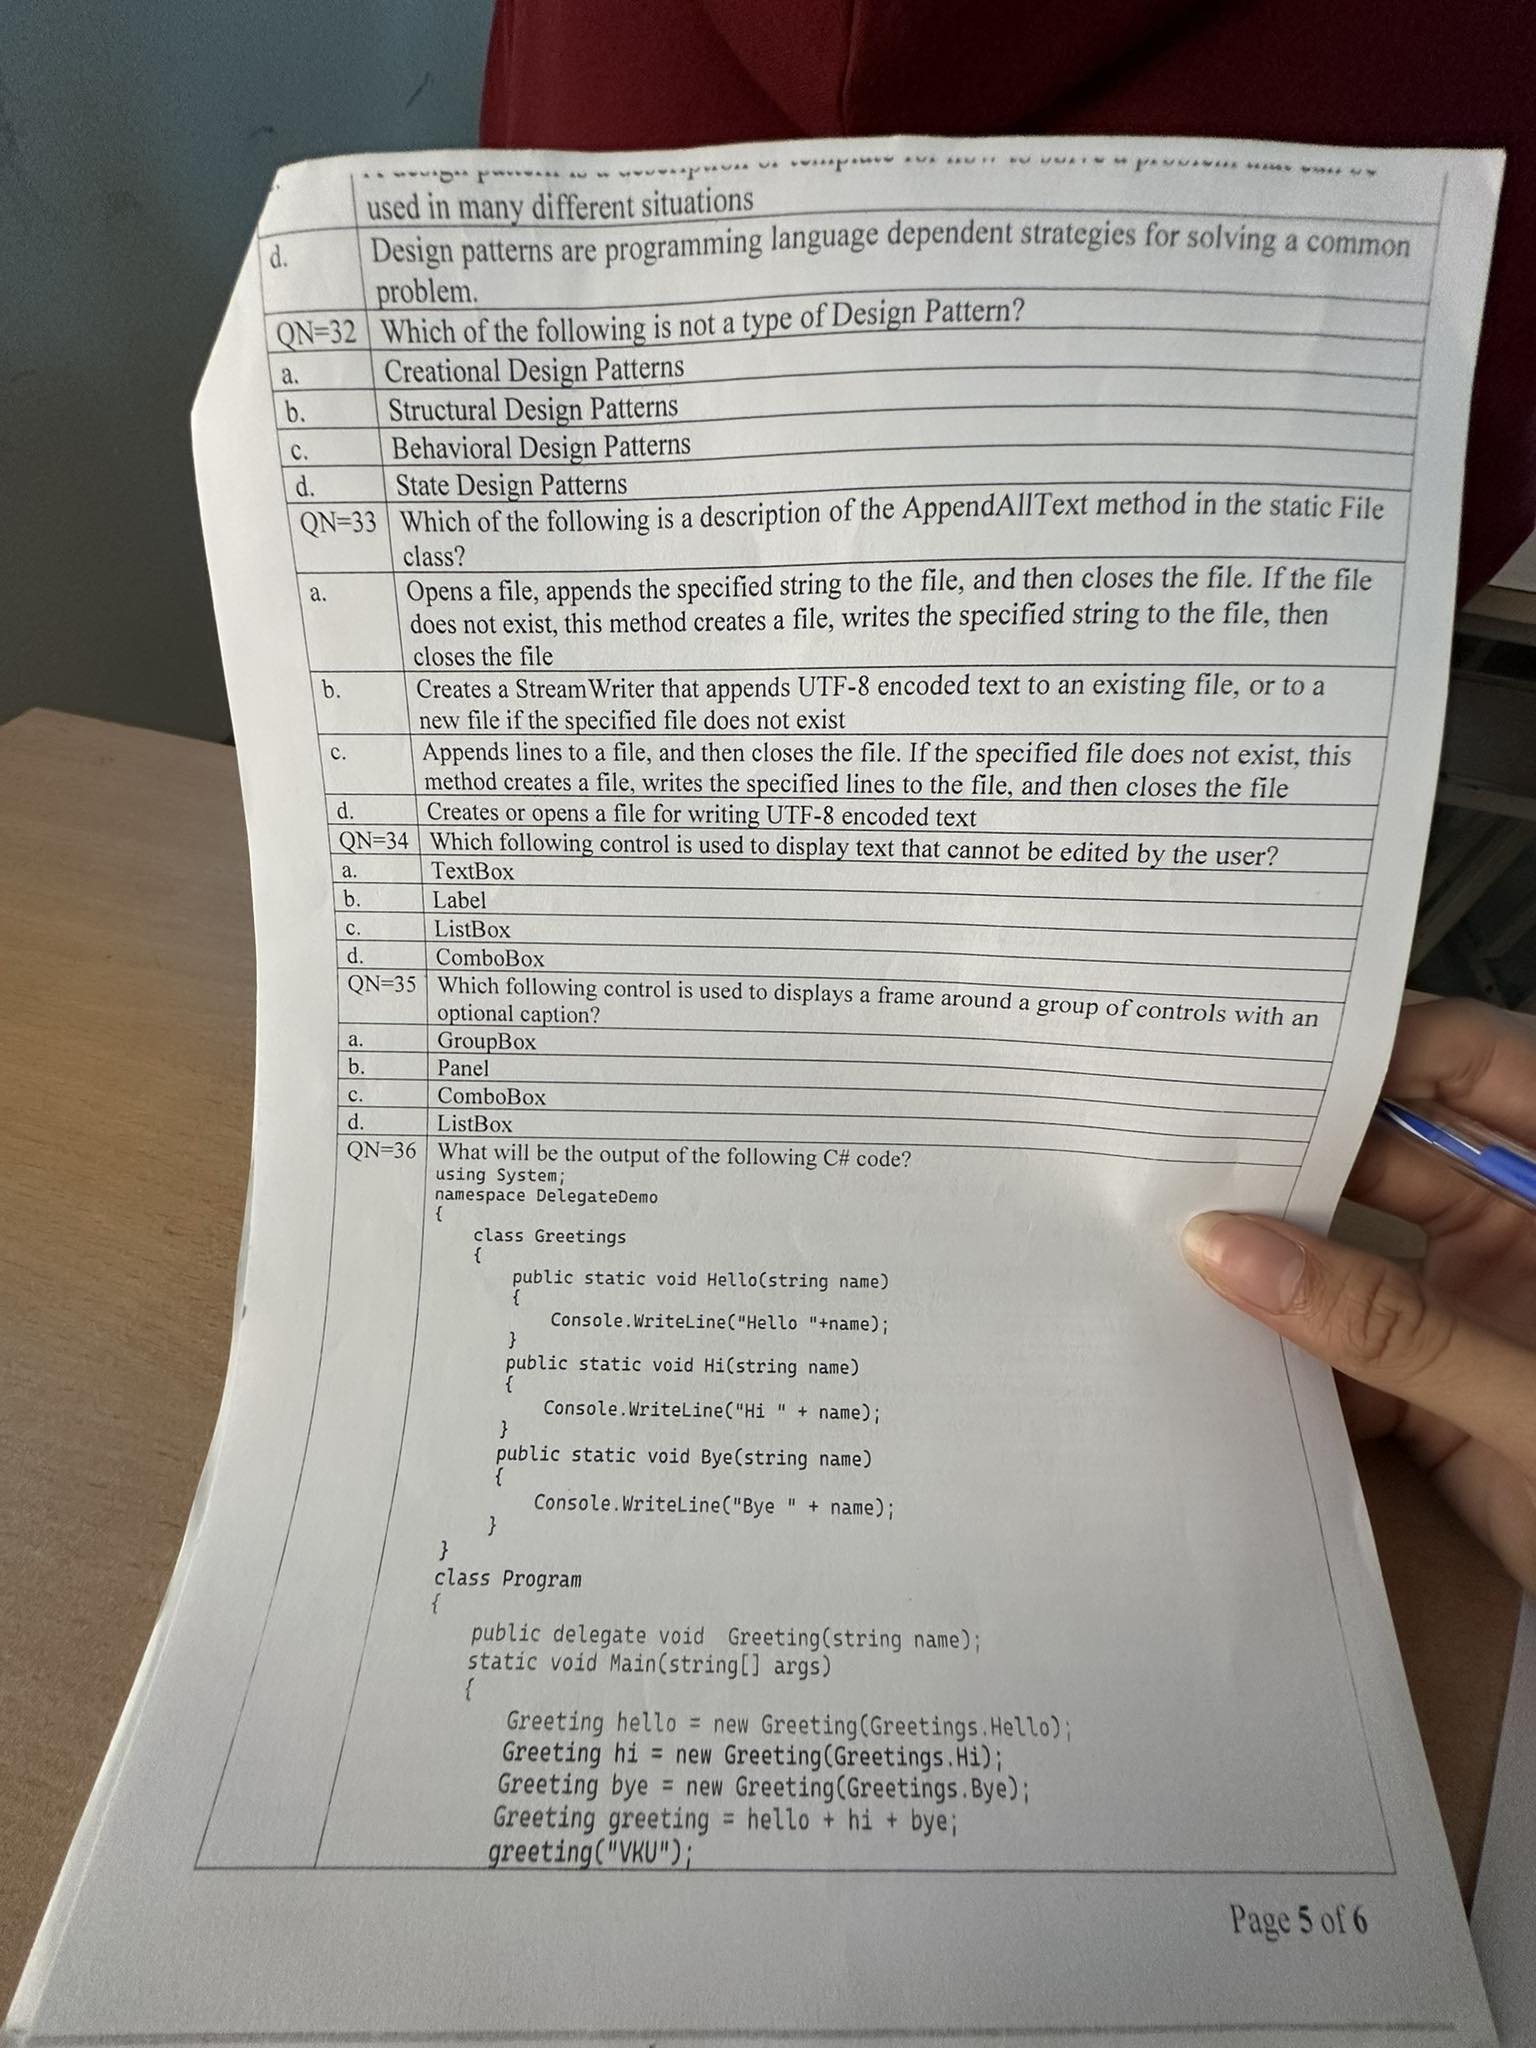 used in many different situations
d. Design patterns are programming language dependent strategies for solving a common
problem.
QN=32 Which of the following is not a type of Design Pattern?
a. Creational Design Patterns
b. Structural Design Patterns
c. Behavioral Design Patterns
d. State Design Patterns
QN=33 Which of the following is a description of the AppendAllText method in the static File
class?
a. Opens a file, appends the specified string to the file, and then closes the file. If the file
does not exist, this method creates a file, writes the specified string to the file, then
closes the file
b. Creates a StreamWriter that appends UTF-8 encoded text to an existing file, or to a
new file if the specified file does not exist
c. Appends lines to a file, and then closes the file. If the specified file does not exist, this
method creates a file, writes the specified lines to the file, and then closes the file
d. Creates or opens a file for writing UTF-8 encoded text
QN=34 Which following control is used to display text that cannot be edited by the user?
a. TextBox
b. Label
c. ListBox
d. ComboBox
QN=35 Which following control is used to displays a frame around a group of controls with an
optional caption?
a. GroupBox
b. Panel
c. ComboBox
d. ListBox
QN=36 What will be the output of the following C# code?
using System;
namespace DelegateDemo
{
class Greetings
{
public static void Hello(string name)
{
Console.WriteLine("Hello "+name);
}
public static void Hi(string name)
{
Console.WriteLine("Hi " + name);
}
public static void Bye(string name)
{
Console.WriteLine("Bye " + name);
}
}
class Program
{
public delegate void Greeting(string name);
static void Main(string[] args)
{
Greeting hello = new Greeting(Greetings.Hello);
Greeting hi = new Greeting(Greetings.Hi);
Greeting bye = new Greeting(Greetings.Bye);
Greeting greeting = hello + hi + bye;
greeting("VKU");
Page 5 of 6